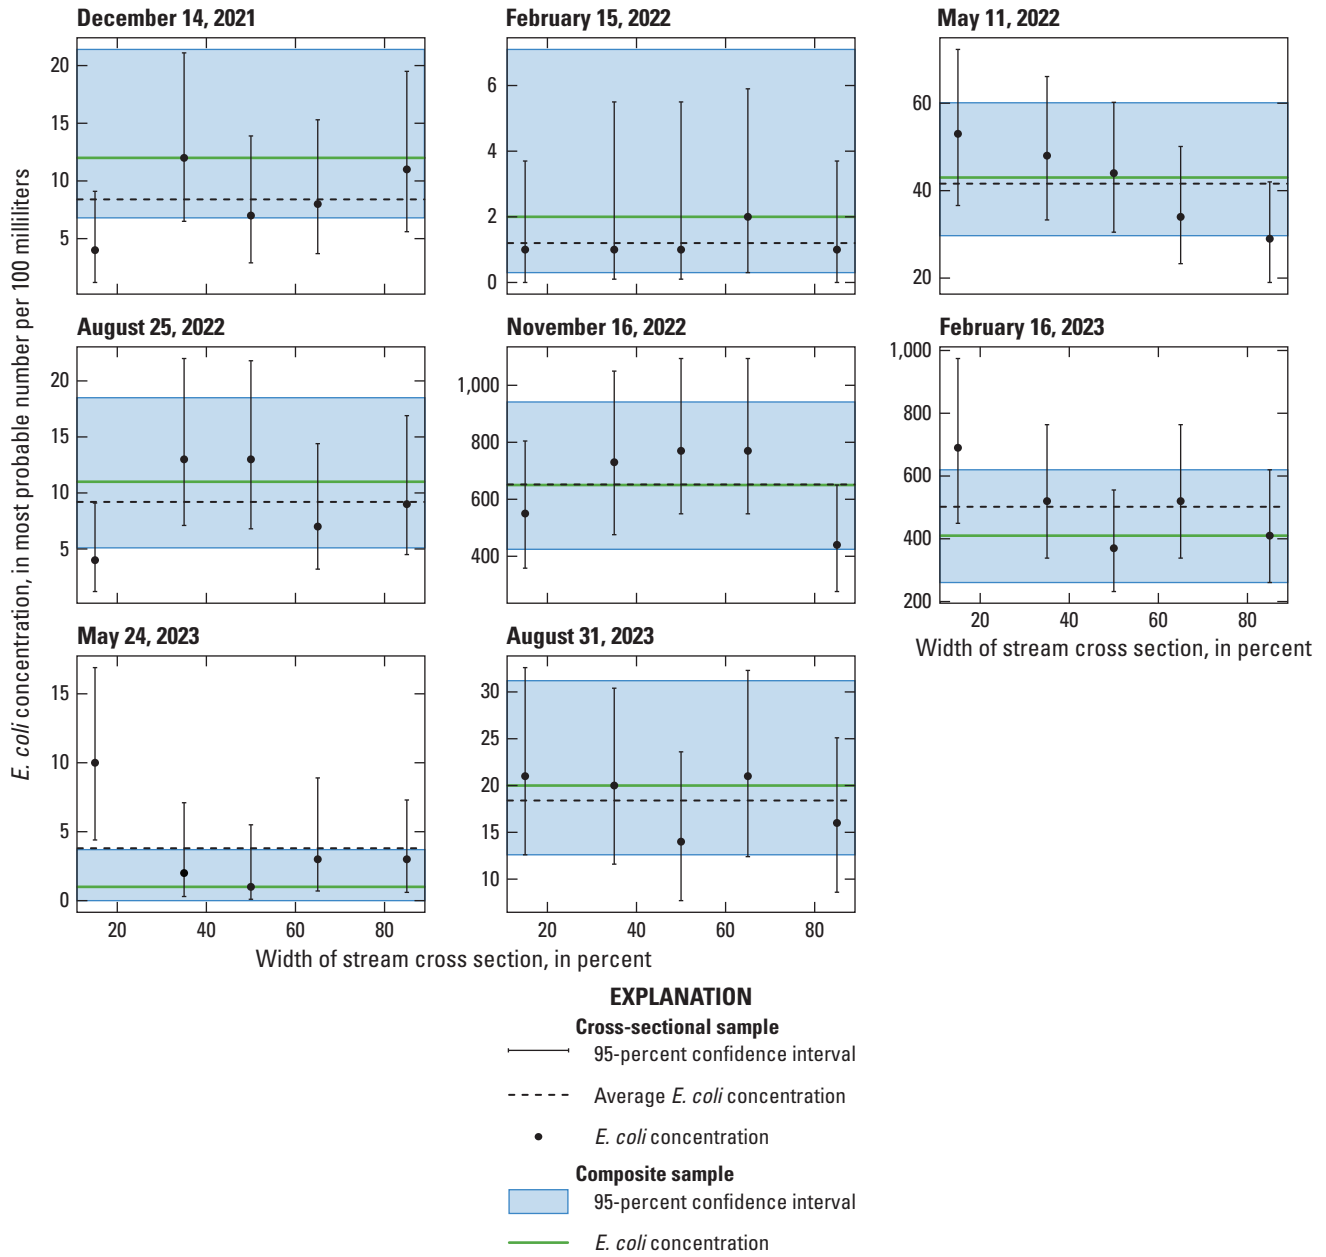 December 14, 2021
February 15, 2022
May 11, 2022
E. coli concentration, in most probable number per 100 milliliters
20
15
10
5
6
4
2
0
60
40
20
August 25, 2022
November 16, 2022
February 16, 2023
20
15
10
5
1,000
800
600
400
1,000
800
600
400
200
20 40 60 80
Width of stream cross section, in percent
May 24, 2023
August 31, 2023
15
10
5
0
30
25
20
15
10
20 40 60 80
20 40 60 80
Width of stream cross section, in percent
EXPLANATION
Cross-sectional sample
95-percent confidence interval
Average E. coli concentration
E. coli concentration
Composite sample
95-percent confidence interval
E. coli concentration